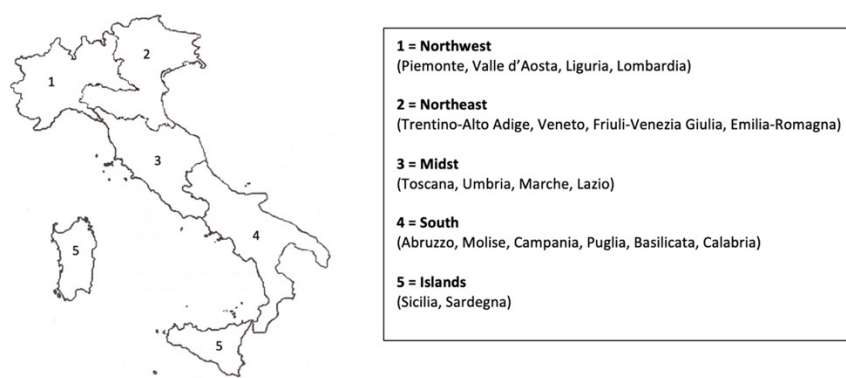 1
2
3
4
5
5
1 = Northwest
(Piemonte, Valle d’Aosta, Liguria, Lombardia)
2 = Northeast
(Trentino-Alto Adige, Veneto, Friuli-Venezia Giulia, Emilia-Romagna)
3 = Midst
(Toscana, Umbria, Marche, Lazio)
4 = South
(Abruzzo, Molise, Campania, Puglia, Basilicata, Calabria)
5 = Islands
(Sicilia, Sardegna)